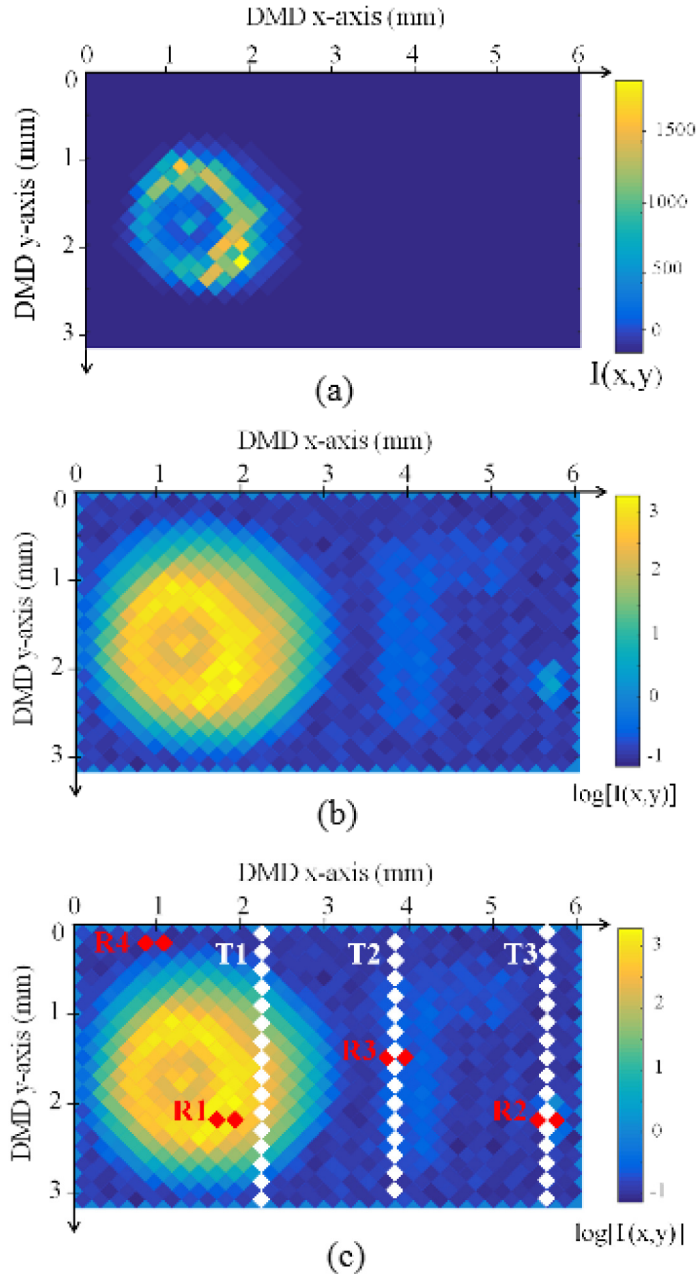 DMD x-axis (mm)
0 1 2 3 4 5 6
DMD y-axis (mm)
0
1
2
3
1500
1000
500
0
I(x,y)
(a)
DMD x-axis (mm)
0 1 2 3 4 5 6
DMD y-axis (mm)
0
1
2
3
3
2
1
0
-1
log[I(x,y)]
(b)
DMD x-axis (mm)
0 1 2 3 4 5 6
DMD y-axis (mm)
0
1
2
3
R4 T1 T2 T3
R3
R1 R2
3
2
1
0
-1
log[I(x,y)]
(c)